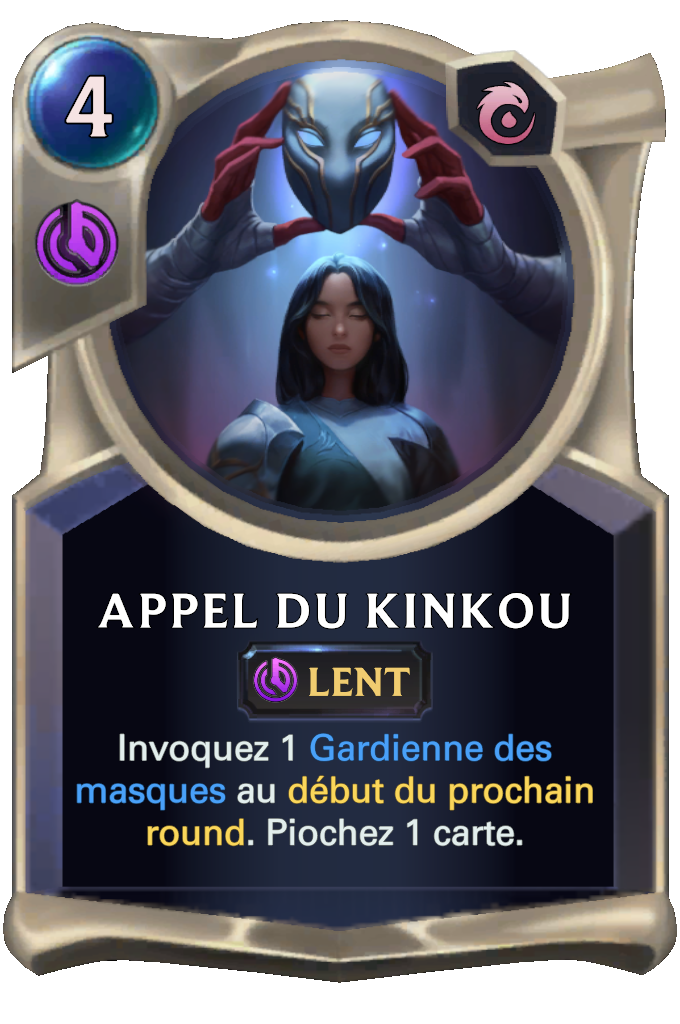 4
APPEL DU KINKOU
LENT
Invoquez 1 Gardienne des
masques au début du prochain
round. Piochez 1 carte.